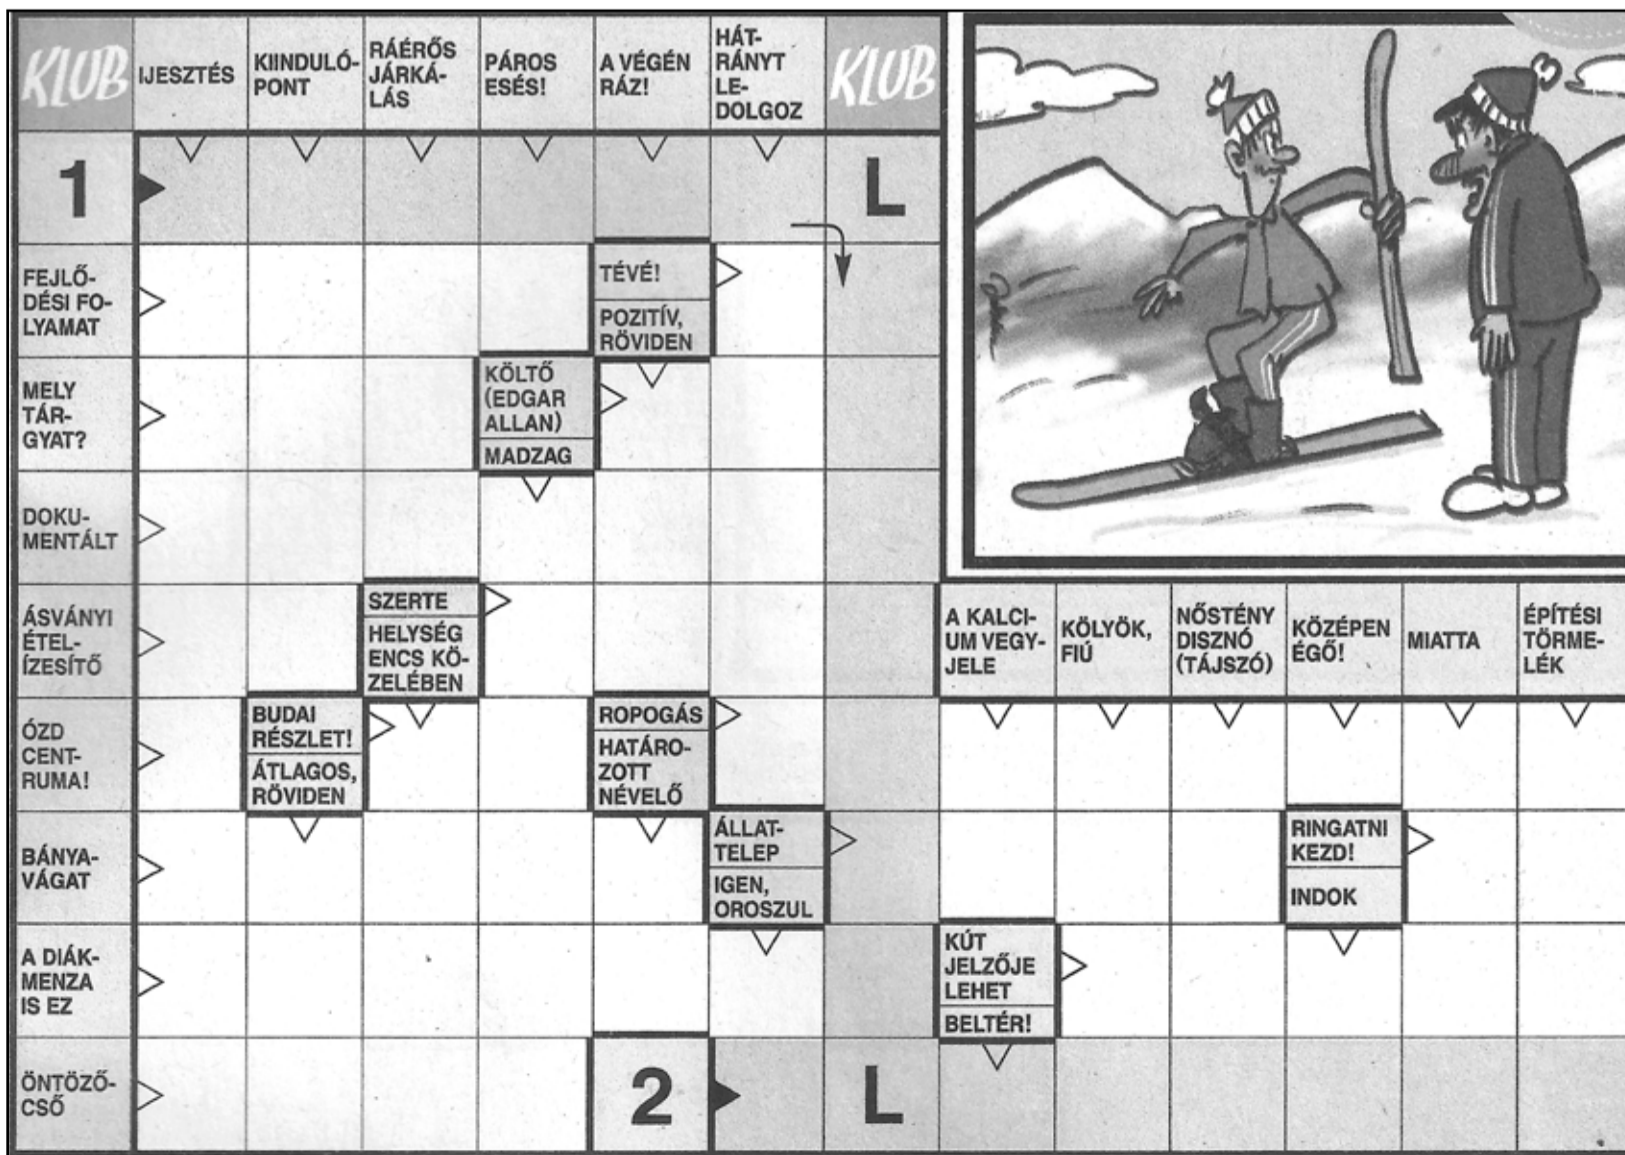 KLUB
IJESZTÉS
KIINDULÓ-
PONT
RÁÉRŐS
JÁRKÁ-
LÁS
PÁROS
ESÉS!
A VÉGÉN
RÁZ!
HÁT-
RÁNYT
LE-
DOLGOZ
KLUB
1
L
FEJLŐ-
DÉSI FO-
LYAMAT
TÉVÉ!
POZITÍV,
RÖVIDEN
MELY
TÁR-
GYAT?
KÖLTŐ
(EDGAR
ALLAN)
MADZAG
DOKU-
MENTÁLT
ÁSVÁNYI
ÉTEL-
ÍZESÍTŐ
SZERTE
HELYSÉG
ENCS KÖ-
ZELÉBEN
A KALCI-
UM VEGY-
JELE
KÖLYÖK,
FIÚ
NŐSTÉNY
DISZNÓ
(TÁJSZÓ)
KÖZÉPEN
ÉGŐ!
MIATTA
ÉPÍTÉSI
TÖRME-
LÉK
ÓZD
CENT-
RUMA!
BUDAI
RÉSZLET!
ÁTLAGOS,
RÖVIDEN
ROPOGÁS
HATÁRO-
ZOTT
NÉVELŐ
BÁNYA-
VÁGAT
ÁLLAT-
TELEP
IGEN,
OROSZUL
RINGATNI
KEZD!
INDOK
A DIÁK-
MENZA
IS EZ
KÚT
JELZŐJE
LEHET
BELTÉR!
ÖNTÖZŐ-
CSŐ
2
L